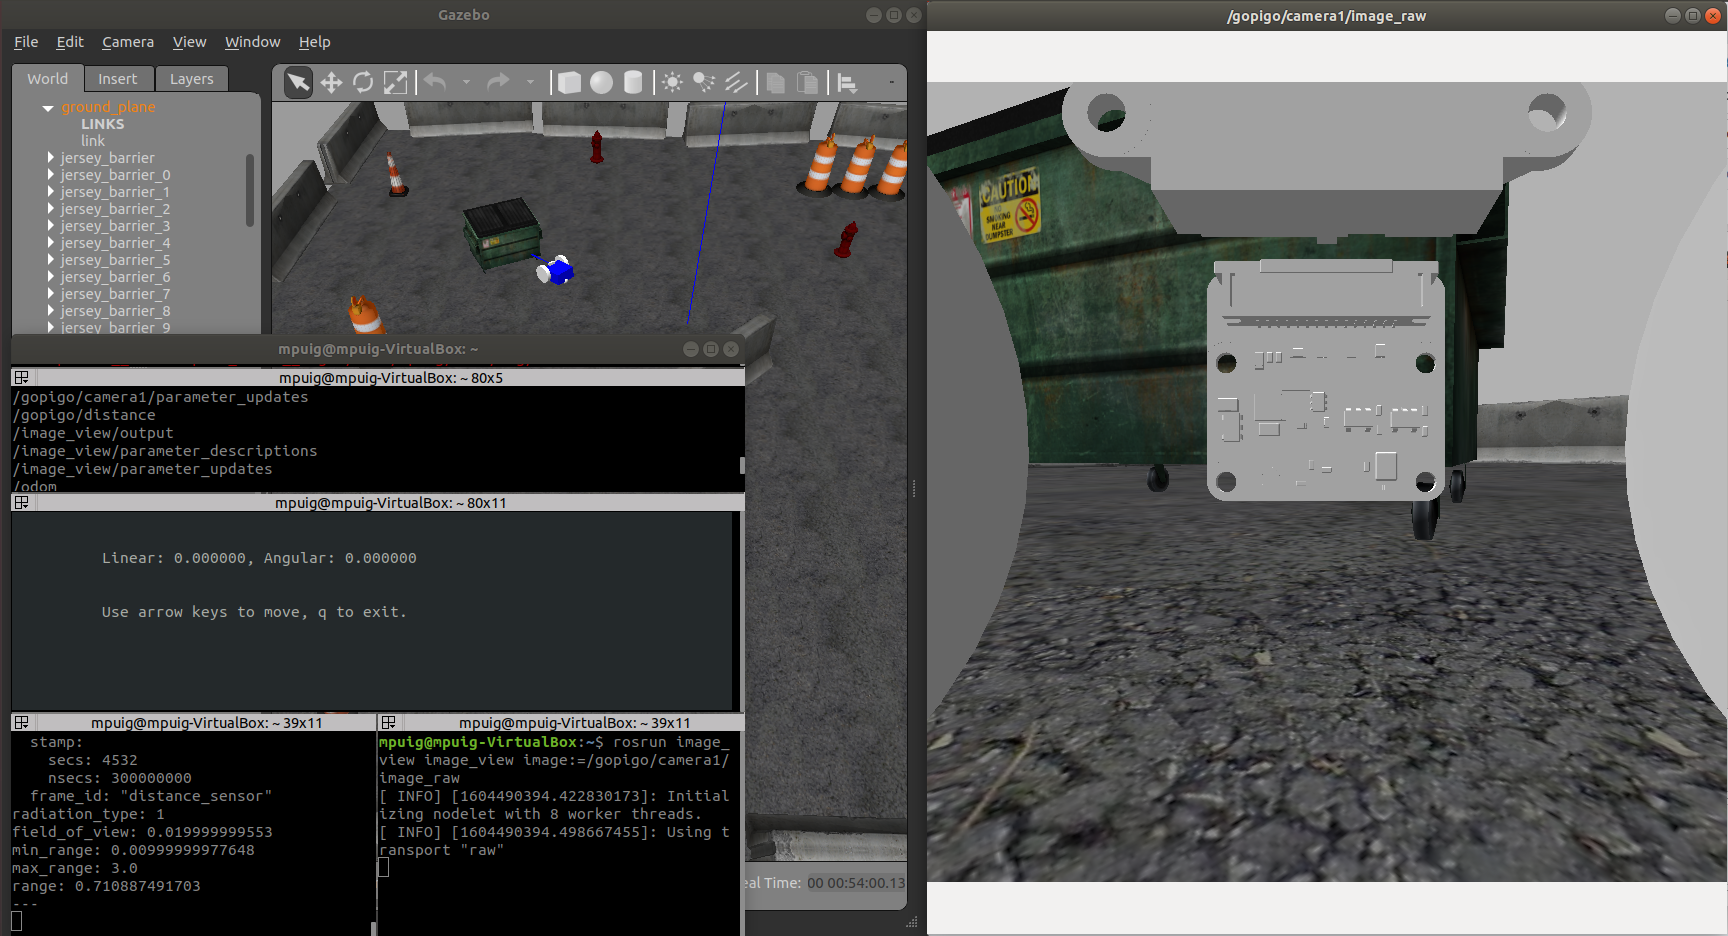 Gazebo
File Edit Camera View Window Help
World Insert Layers
ground_plane
LINKS
link
jersey_barrier
jersey_barrier_0
jersey_barrier_1
jersey_barrier_2
jersey_barrier_3
jersey_barrier_4
jersey_barrier_5
jersey_barrier_6
jersey_barrier_7
jersey_barrier_8
jersey_barrier_9
mpuig@mpuig-VirtualBox: ~
mpuig@mpuig-VirtualBox: ~ 80x5
/gopigo/camera1/parameter_updates
/gopigo/distance
/image_view/output
/image_view/parameter_descriptions
/image_view/parameter_updates
/odom
mpuig@mpuig-VirtualBox: ~ 80x11
Linear: 0.000000, Angular: 0.000000
Use arrow keys to move, q to exit.
mpuig@mpuig-VirtualBox: ~ 39x11
stamp:
secs: 4532
nsecs: 300000000
frame_id: "distance_sensor"
radiation_type: 1
field_of_view: 0.019999999553
min_range: 0.00999999977648
max_range: 3.0
range: 0.710887491703
---
mpuig@mpuig-VirtualBox: ~ 39x11
mpuig@mpuig-VirtualBox:~$ rosrun image_
view image_view image:=/gopigo/camera1/
image_raw
[ INFO] [1604490394.422830173]: Initial
izing nodelet with 8 worker threads.
[ INFO] [1604490394.498667455]: Using t
ransport "raw"
eal Time: 00 00:54:00.13
/gopigo/camera1/image_raw
CAUTION
NO
SMOKING
NEAR
DUMPSTER